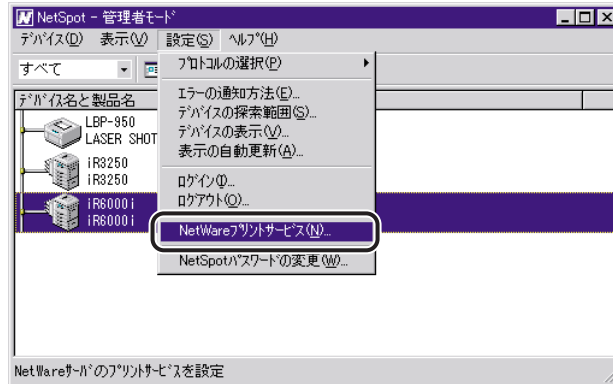 NetSpot - 管理者ﾓｰﾄﾞ
ﾃﾞﾊﾞｲｽ(D) 表示(V) 設定(S) ﾍﾙﾌﾟ(H)
すべて
ﾃﾞﾊﾞｲｽ名と製品名
LBP-950
LASER SHOT
iR3250
iR3250
iR6000i
iR6000i
ﾌﾟﾛﾄｺﾙの選択(P)
ｴﾗｰの通知方法(E)...
ﾃﾞﾊﾞｲｽの探索範囲(S)...
ﾃﾞﾊﾞｲｽの表示(V)...
表示の自動更新(A)...
ﾛｸﾞｲﾝ(I)...
ﾛｸﾞｱｳﾄ(O)...
NetWareﾌﾟﾘﾝﾄｻｰﾋﾞｽ(N)...
NetSpotﾊﾟｽﾜｰﾄﾞの変更(W)...
NetWareｻｰﾊﾞのﾌﾟﾘﾝﾄｻｰﾋﾞｽを設定